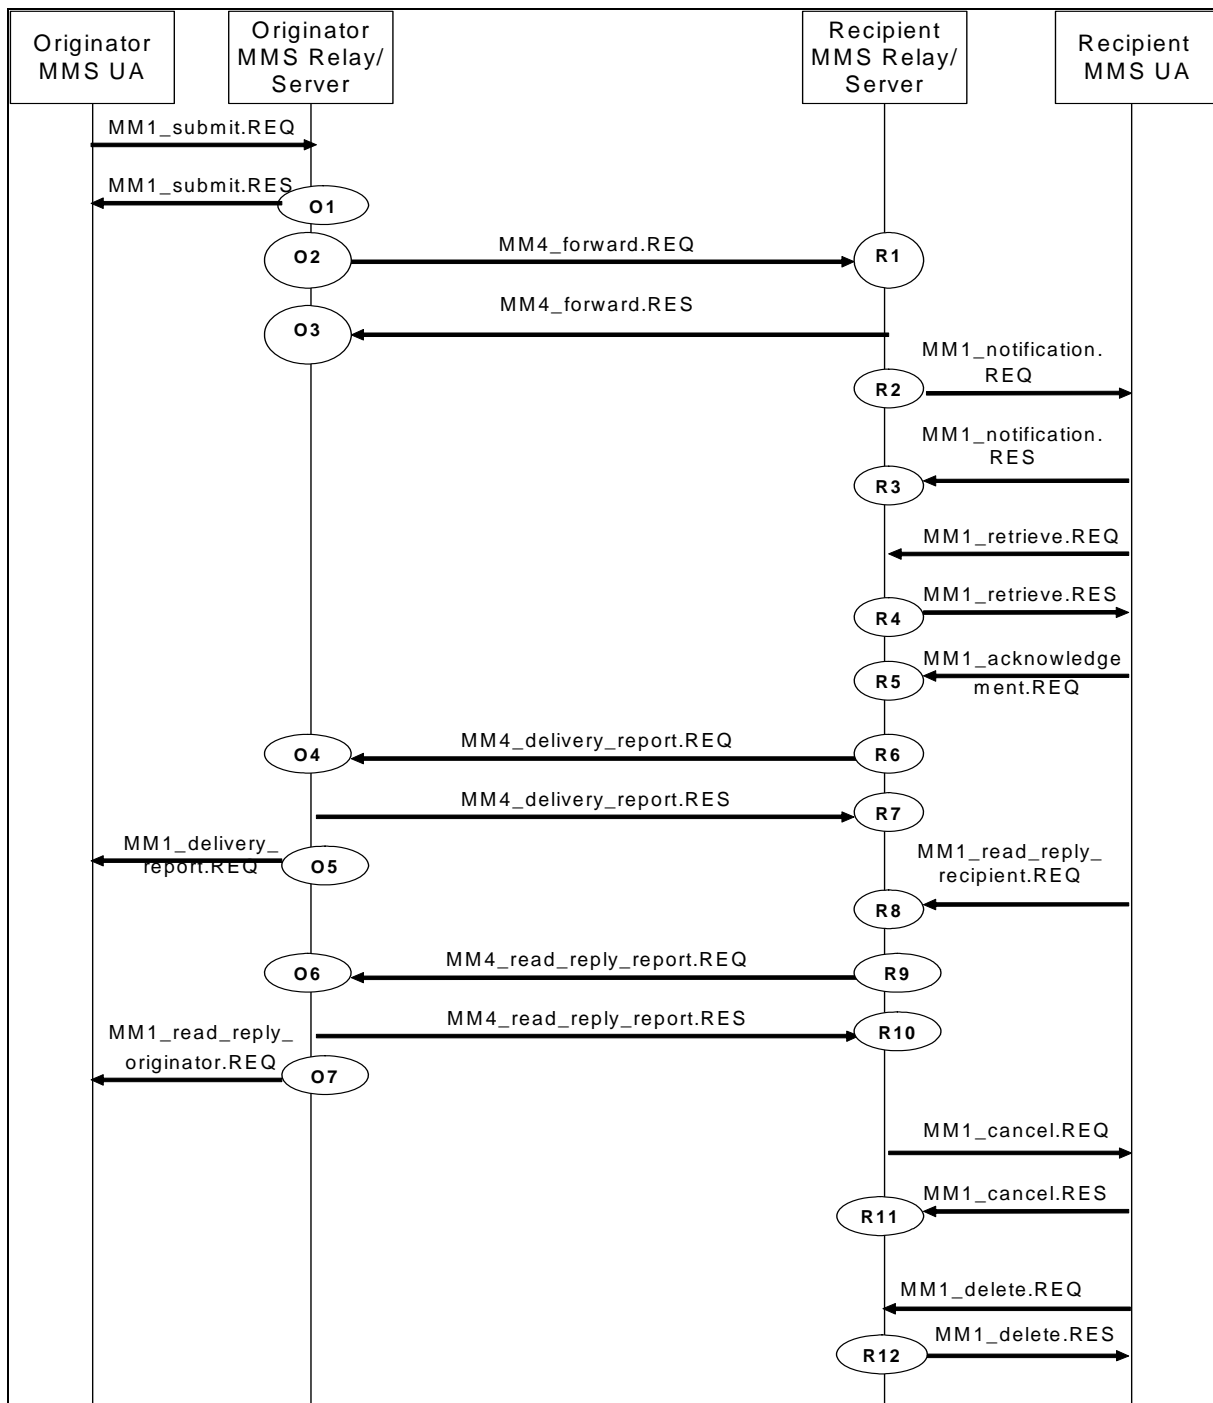 Originator
MMS UA
Originator
MMS Relay/
Server
Recipient
MMS Relay/
Server
Recipient
MMS UA
MM1_submit.REQ
MM1_submit.RES
O1
O2
MM4_forward.REQ
R1
O3
MM4_forward.RES
MM1_notification.
REQ
R2
MM1_notification.
RES
R3
MM1_retrieve.REQ
MM1_retrieve.RES
R4
MM1_acknowledge
ment.REQ
R5
O4
MM4_delivery_report.REQ
R6
MM4_delivery_report.RES
R7
MM1_delivery_
report.REQ
O5
MM1_read_reply_
recipient.REQ
R8
O6
MM4_read_reply_report.REQ
R9
MM4_read_reply_report.RES
R10
MM1_read_reply_
originator.REQ
O7
MM1_cancel.REQ
MM1_cancel.RES
R11
MM1_delete.REQ
MM1_delete.RES
R12